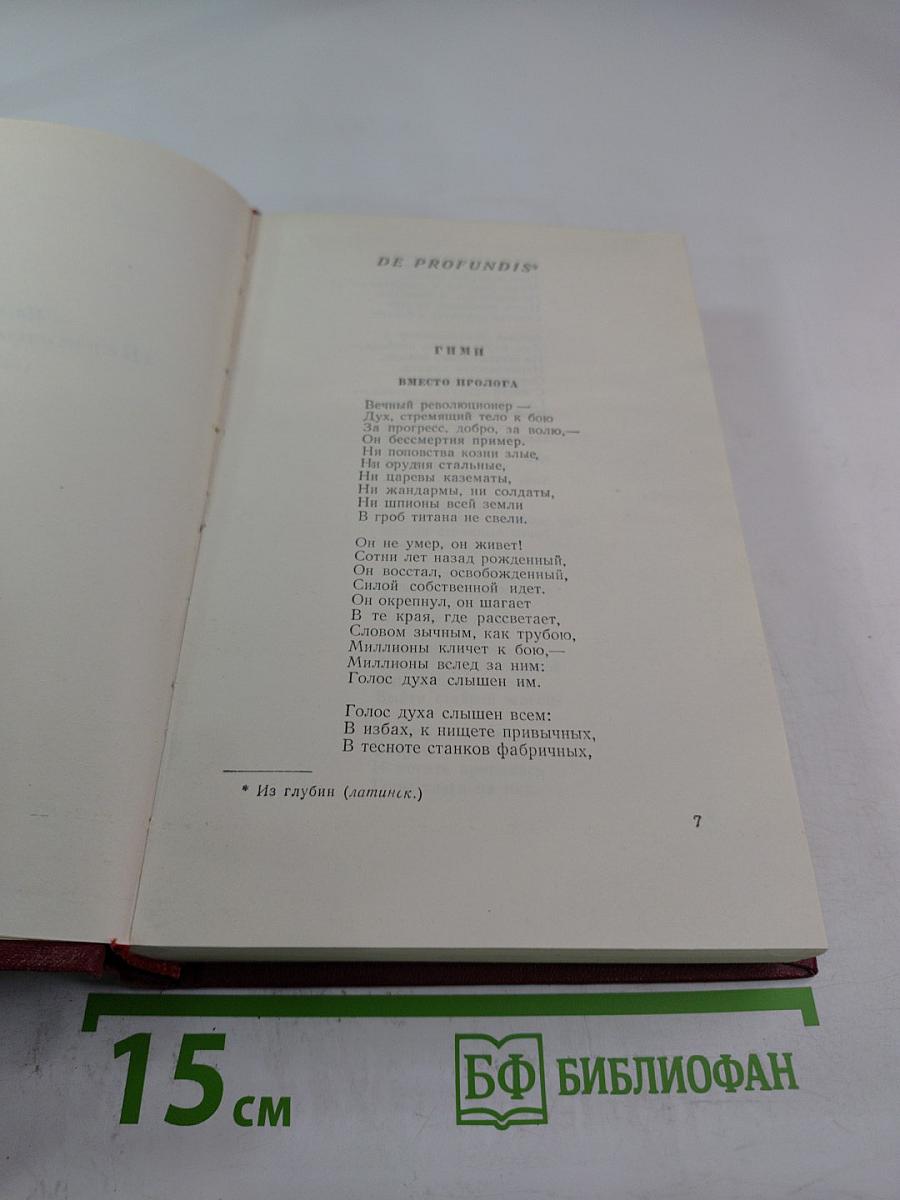 DE PROFUNDIS*
ГИМН
ВМЕСТО ПРОЛОГА
Вечный революционер —
Дух, стремящий тело к бою
За прогресс, добро, за волю,—
Он бессмертия пример.
Ни поповства козни злые,
Ни орудия стальные,
Ни царевы казематы,
Ни жандармы, ни солдаты,
Ни шпионы всей земли
В гроб титана не свели.
Он не умер, он живет!
Сотни лет назад рожденный,
Он восстал, освобожденный,
Силой собственной идет.
Он окрепнул, он шагает
В те края, где рассветает,
Словом зычным, как трубою,
Миллионы кличет к бою,—
Миллионы вслед за ним:
Голос духа слышен им.
Голос духа слышен всем:
В избах, к нищете привычных,
В тесноте станков фабричных,
* Из глубин (латинск.)
7
15 см
БФ БИБЛИОФАН